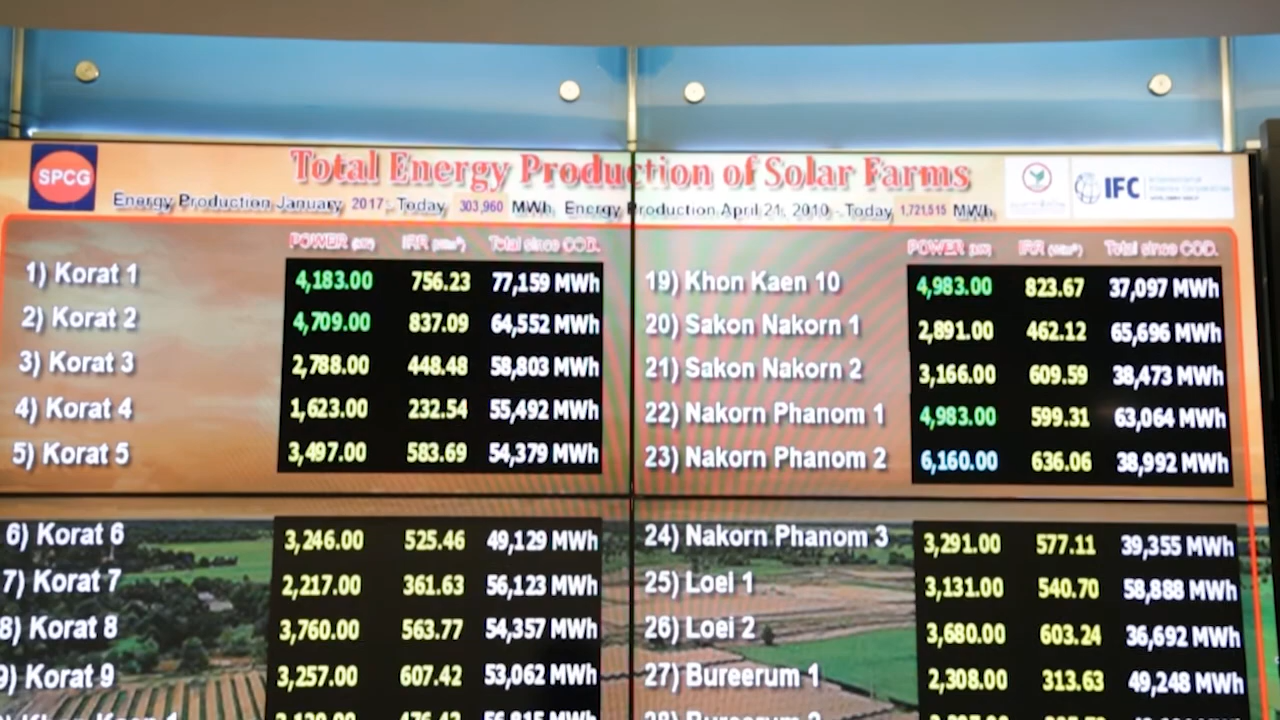 SPCG
Total Energy Production of Solar Farms
IFC
Energy Production January 2017 - Today 303,960 MWh Energy Production April 21, 2010 - Today 1,721,515 MWh
POWER IRR Total since COD.
1) Korat 1 4,183.00 756.23 77,159 MWh
2) Korat 2 4,709.00 837.09 64,552 MWh
3) Korat 3 2,788.00 448.48 58,803 MWh
4) Korat 4 1,623.00 232.54 55,492 MWh
5) Korat 5 3,497.00 583.69 54,379 MWh
6) Korat 6 3,246.00 525.46 49,129 MWh
7) Korat 7 2,217.00 361.63 56,123 MWh
8) Korat 8 3,760.00 563.77 54,357 MWh
9) Korat 9 3,257.00 607.42 53,062 MWh
POWER IRR Total since COD.
19) Khon Kaen 10 4,983.00 823.67 37,097 MWh
20) Sakon Nakorn 1 2,891.00 462.12 65,696 MWh
21) Sakon Nakorn 2 3,166.00 609.59 38,473 MWh
22) Nakorn Phanom 1 4,983.00 599.31 63,064 MWh
23) Nakorn Phanom 2 6,160.00 636.06 38,992 MWh
24) Nakorn Phanom 3 3,291.00 577.11 39,355 MWh
25) Loei 1 3,131.00 540.70 58,888 MWh
26) Loei 2 3,680.00 603.24 36,692 MWh
27) Bureerum 1 2,308.00 313.63 49,248 MWh